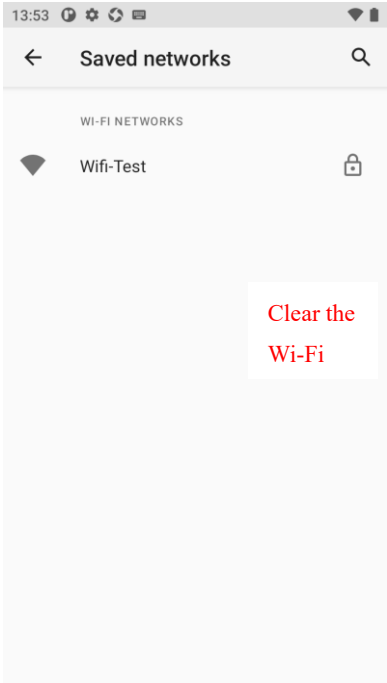 13:53
Saved networks
WI-FI NETWORKS
Wifi-Test
Clear the
Wi-Fi